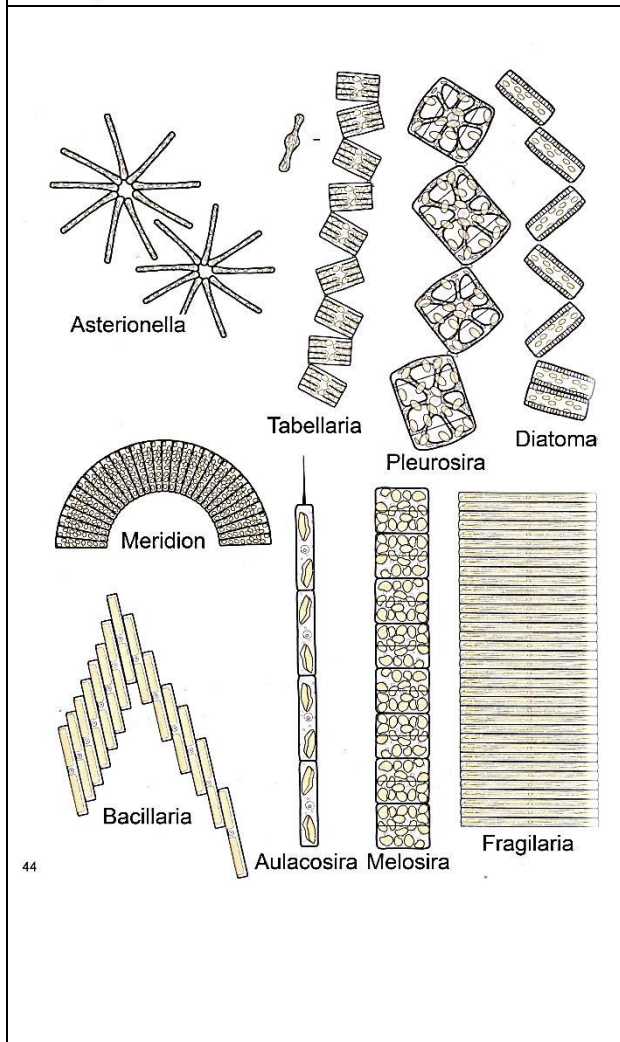 Asterionella
Tabellaria
Pleurosira
Diatoma
Meridion
Bacillaria
Aulacosira
Melosira
Fragilaria
44